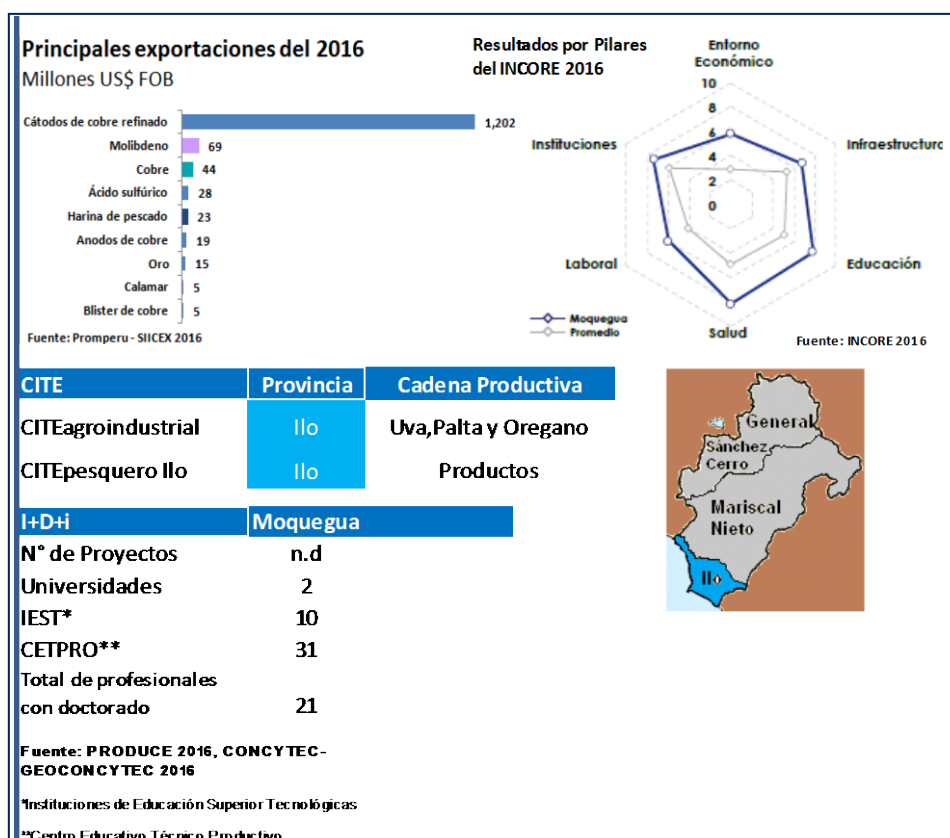 Principales exportaciones del 2016
Millones US$ FOB
Cátodos de cobre refinado 1,202
Molibdeno 69
Cobre 44
Ácido sulfúrico 28
Harina de pescado 23
Anodos de cobre 19
Oro 15
Calamar 5
Blister de cobre 5
Fuente: Promperu - SIICEX 2016
Resultados por Pilares
del INCORE 2016
Entorno
Económico
10
8
6
4
2
0
Instituciones
Infraestructura
Laboral
Educación
Salud
Moquegua
Promedio
Fuente: INCORE 2016
CITE Provincia Cadena Productiva
CITEagroindustrial Ilo Uva,Palta y Oregano
CITEpesquero Ilo Ilo Productos
General
Sánchez
Cerro
Mariscal
Nieto
Ilo
I+D+i Moquegua
N° de Proyectos n.d
Universidades 2
IEST* 10
CETPRO** 31
Total de profesionales
con doctorado 21
Fuente: PRODUCE 2016, CONCYTEC-
GEOCONCYTEC 2016
*Instituciones de Educación Superior Tecnológicas
**Centro Educativo Técnico Productivo